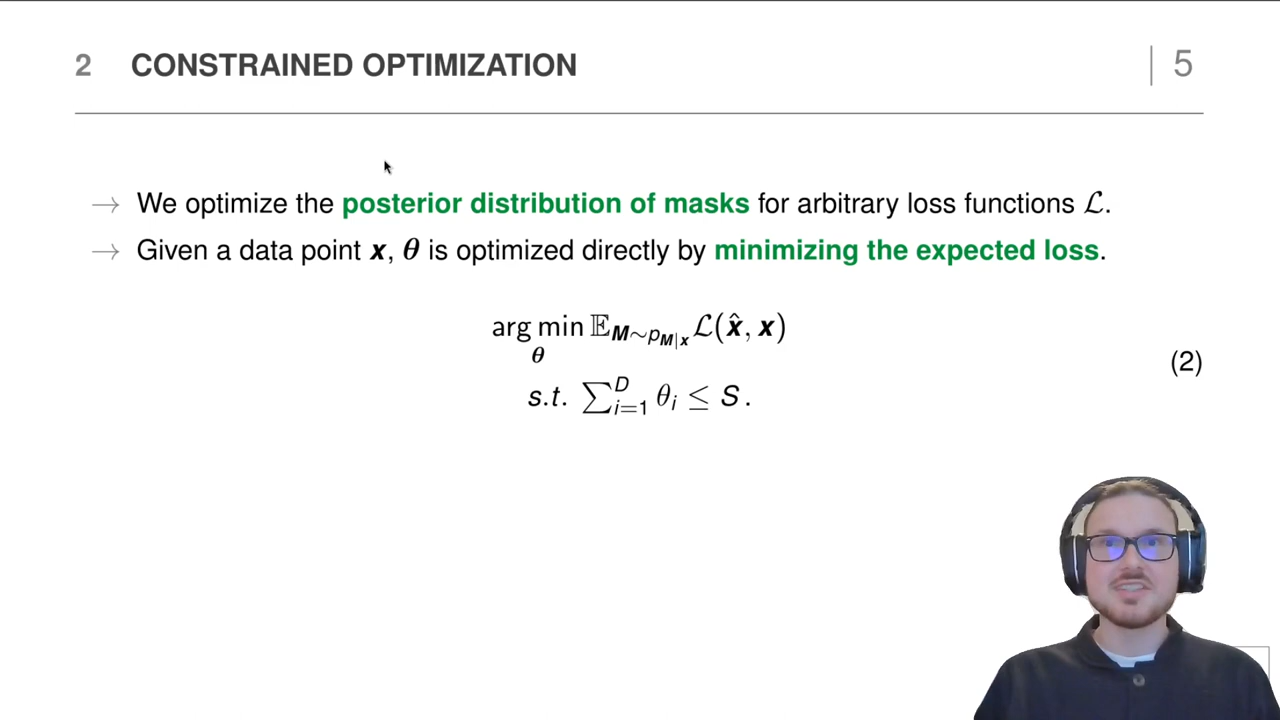 2 CONSTRAINED OPTIMIZATION | 5
→ We optimize the posterior distribution of masks for arbitrary loss functions ℒ.
→ Given a data point x, θ is optimized directly by minimizing the expected loss.
arg min_θ 𝔼_{M∼p_{M|x}} ℒ(x̂, x)
s.t. ∑_{i=1}^{D} θ_i ≤ S.
(2)